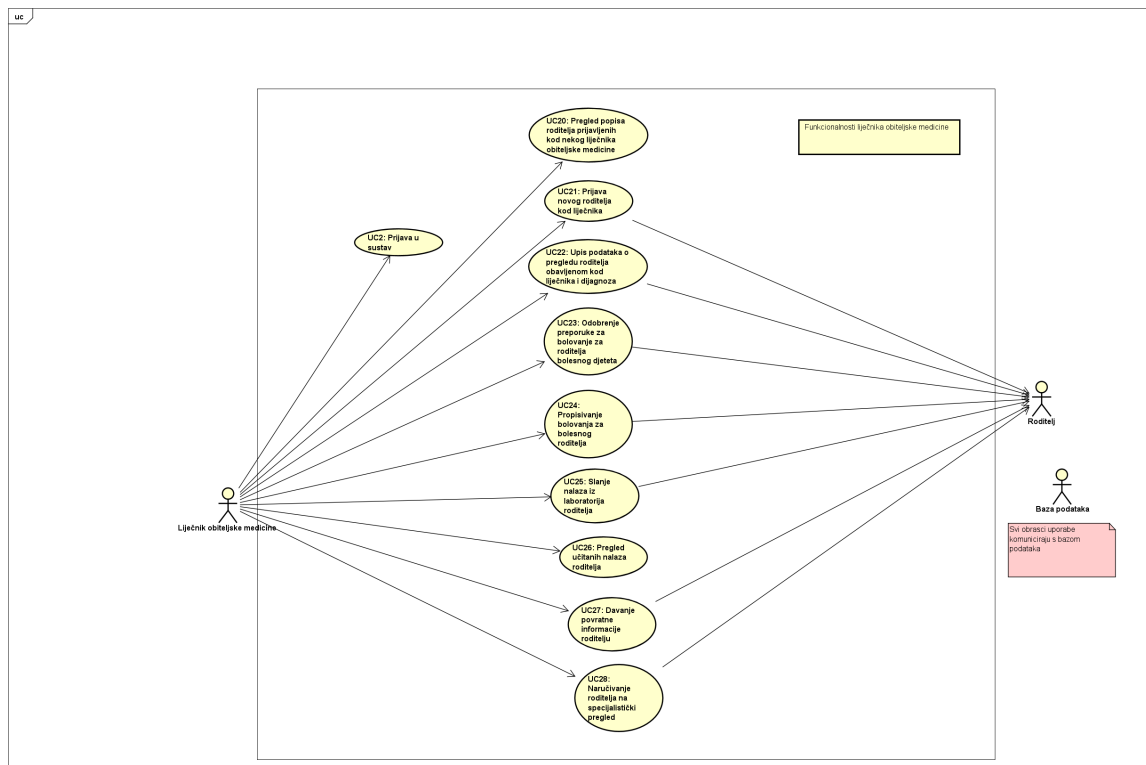 uc
UC20: Pregled popisa
roditelja prijavljenih
kod nekog liječnika
obiteljske medicine
Funkcionalnosti liječnika obiteljske medicine
UC21: Prijava
novog roditelja
kod liječnika
UC2: Prijava u
sustav
UC22: Upis podataka o
pregledu roditelja
obavljenom kod
liječnika i dijagnoza
UC23: Odobrenje
preporuke za
bolovanje za
roditelja
bolesnog djeteta
UC24:
Propisivanje
bolovanja za
bolesnog
roditelja
Roditelj
UC25: Slanje
nalaza iz
laboratorija
roditelja
Liječnik obiteljske medicine
Baza podataka
Svi obrasci uporabe
komuniciraju s bazom
podataka
UC26: Pregled
učitanih nalaza
roditelja
UC27: Davanje
povratne
informacije
roditelju
UC28:
Naručivanje
roditelja na
specijalistički
pregled